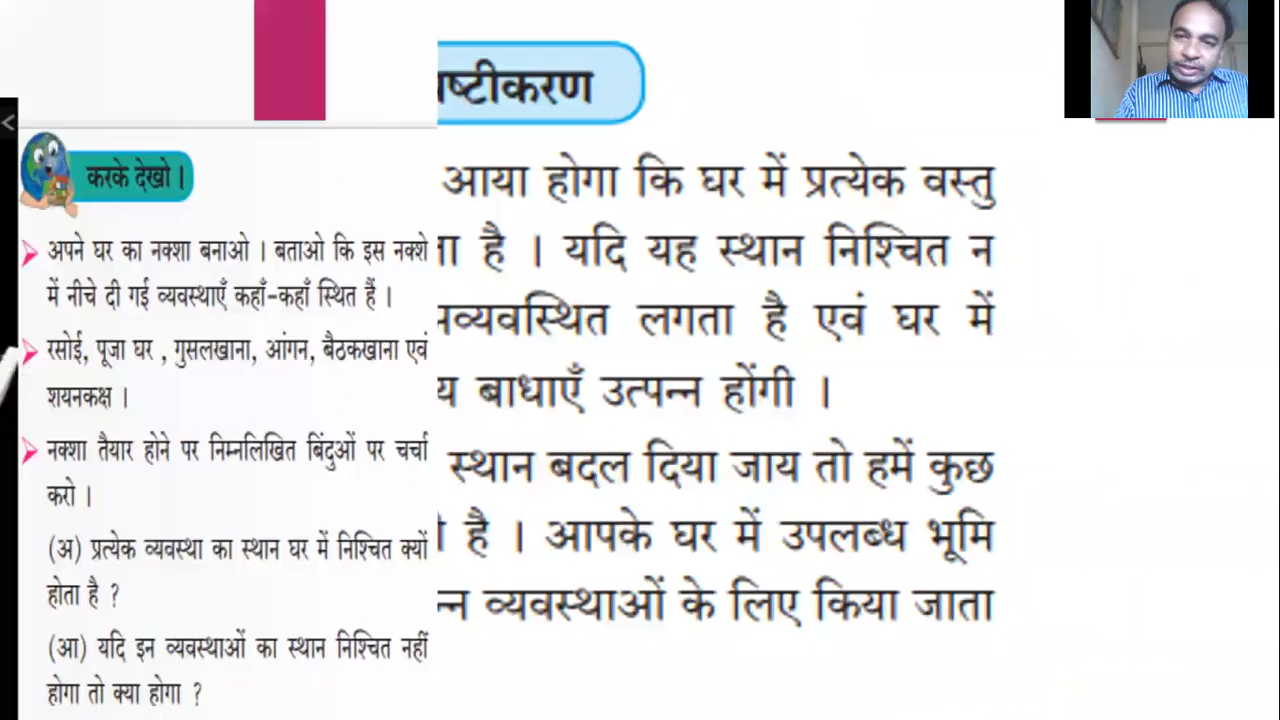 करके देखो ।
अपने घर का नक्शा बनाओ । बताओ कि इस नक्शे
में नीचे दी गई व्यवस्थाएँ कहाँ-कहाँ स्थित हैं ।
रसोई, पूजा घर , गुसलखाना, आंगन, बैठकखाना एवं
शयनकक्ष ।
नक्शा तैयार होने पर निम्नलिखित बिंदुओं पर चर्चा
करो ।
(अ) प्रत्येक व्यवस्था का स्थान घर में निश्चित क्यों
होता है ?
(आ) यदि इन व्यवस्थाओं का स्थान निश्चित नहीं
होगा तो क्या होगा ?
आया होगा कि घर में प्रत्येक वस्तु
है । यदि यह स्थान निश्चित न
लगता है एवं घर में
बाधाएँ उत्पन्न होंगी ।
स्थान बदल दिया जाय तो हमें कुछ
है । आपके घर में उपलब्ध भूमि
व्यवस्थाओं के लिए किया जाता